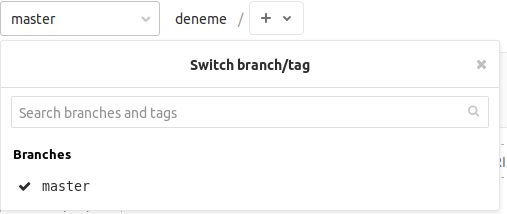 master
deneme /
Switch branch/tag
Search branches and tags
Branches
master